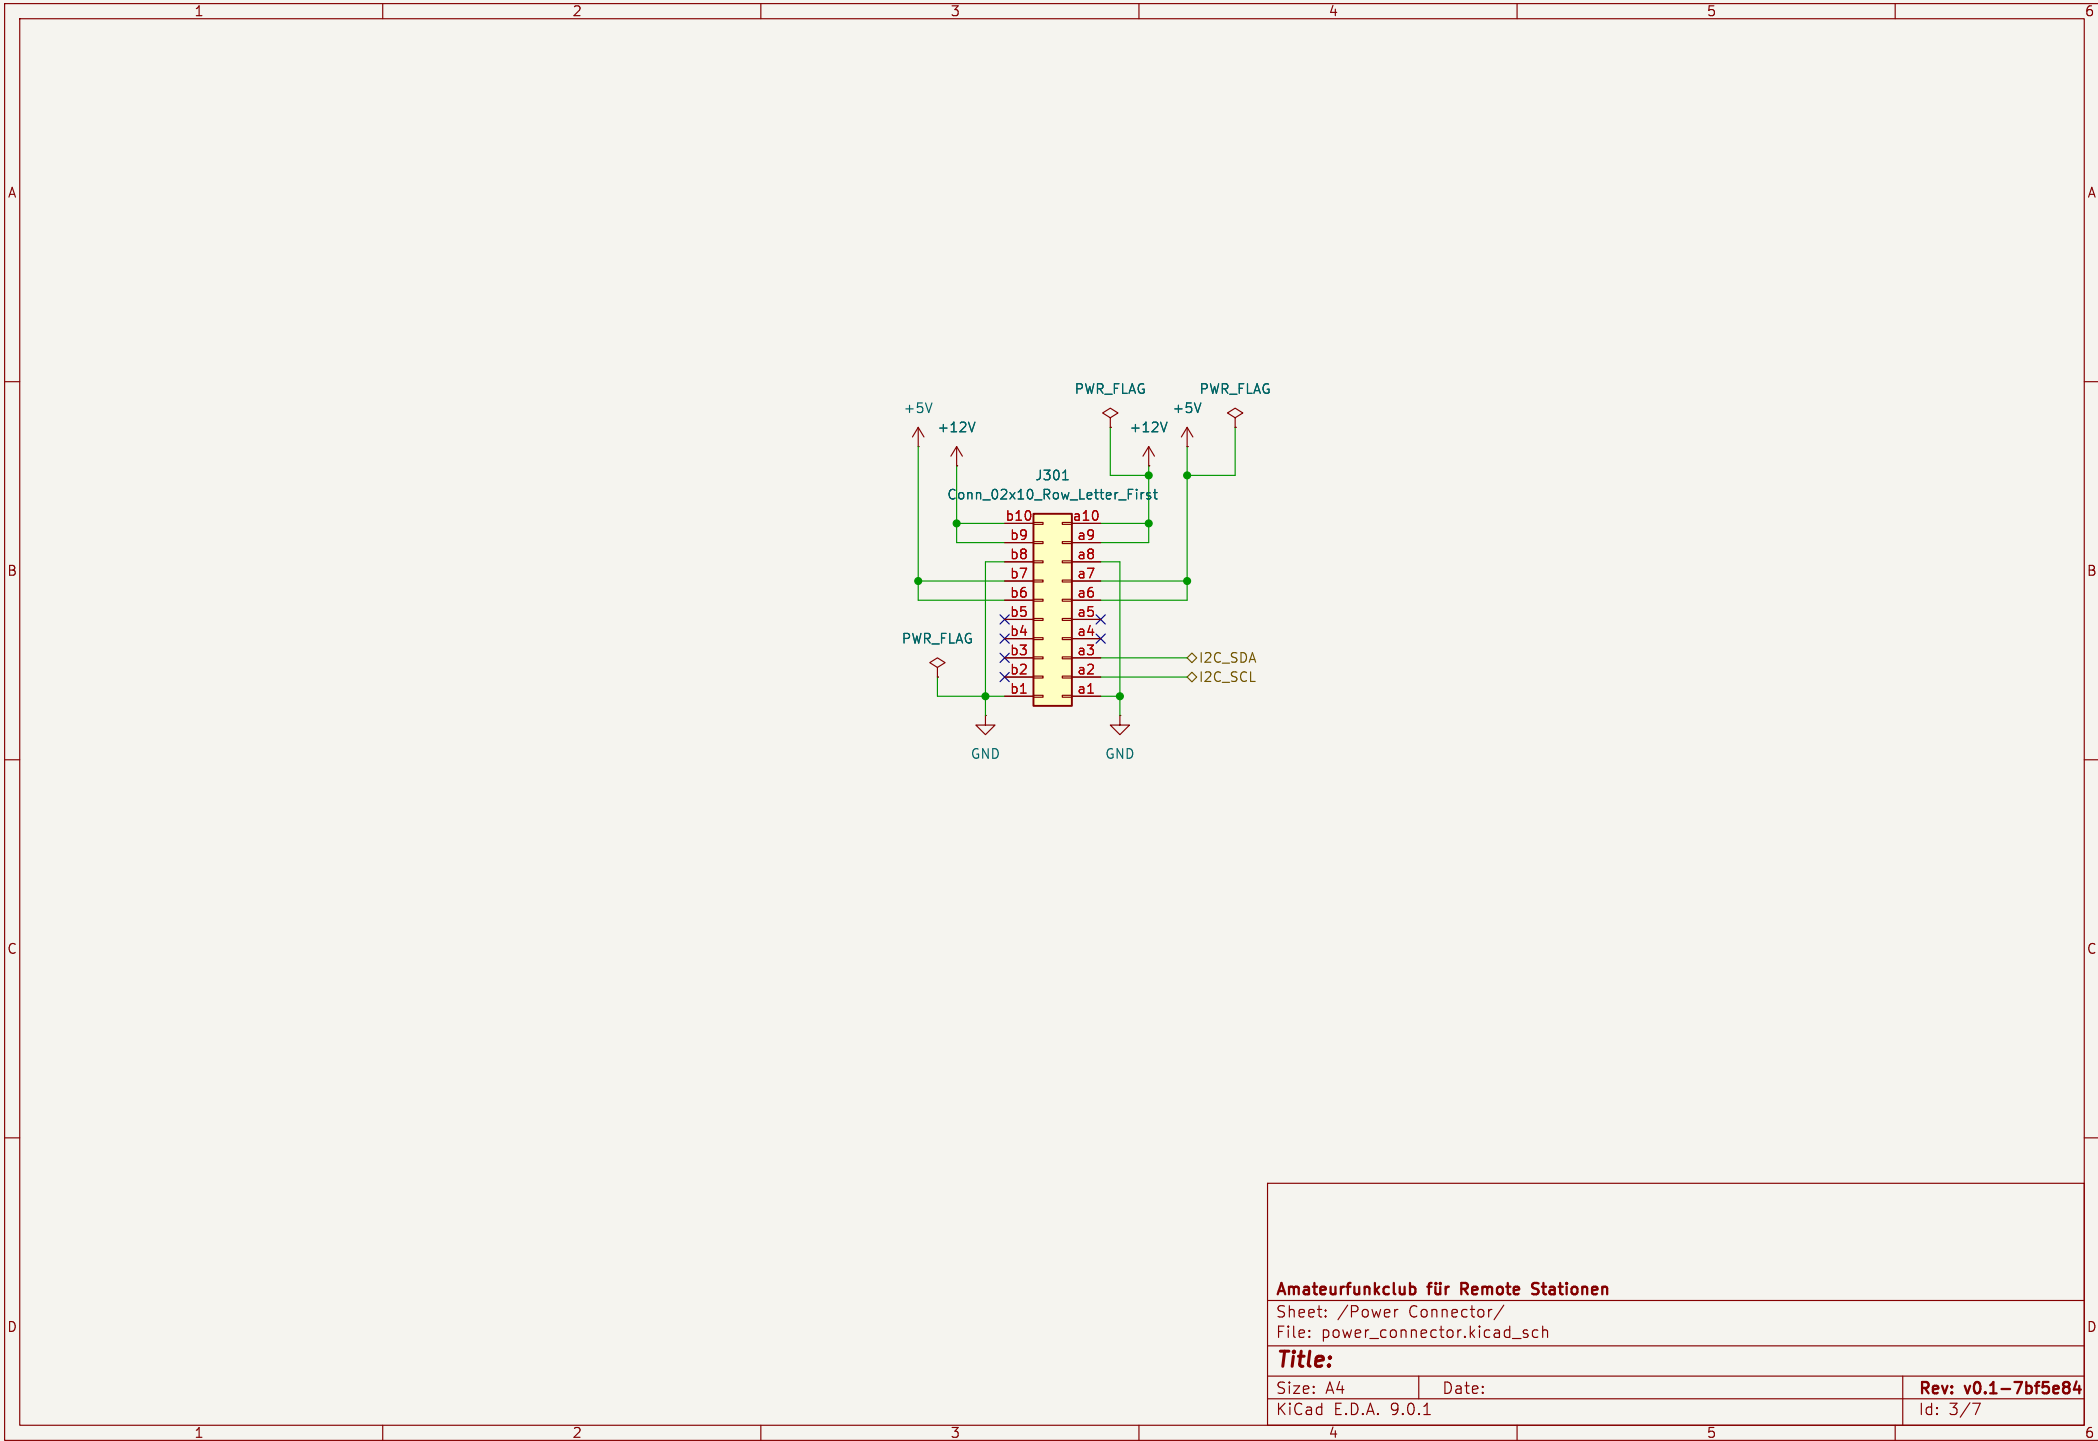 1 2 3 4 5 6
A A
PWR_FLAG PWR_FLAG
+5V +5V
+12V +12V
J301
Conn_02x10_Row_Letter_First
b10 a10
b9 a9
b8 a8
B B
b7 a7
b6 a6
b5 a5
PWR_FLAG b4 a4
b3 a3 I2C_SDA
b2 a2 I2C_SCL
b1 a1
GND GND
C C
Amateurfunkclub für Remote Stationen
Sheet: /Power Connector/
D D
File: power_connector.kicad_sch
Title:
Size: A4 Date: Rev: v0.1-7bf5e84
KiCad E.D.A. 9.0.1 Id: 3/7
1 2 3 4 5 6